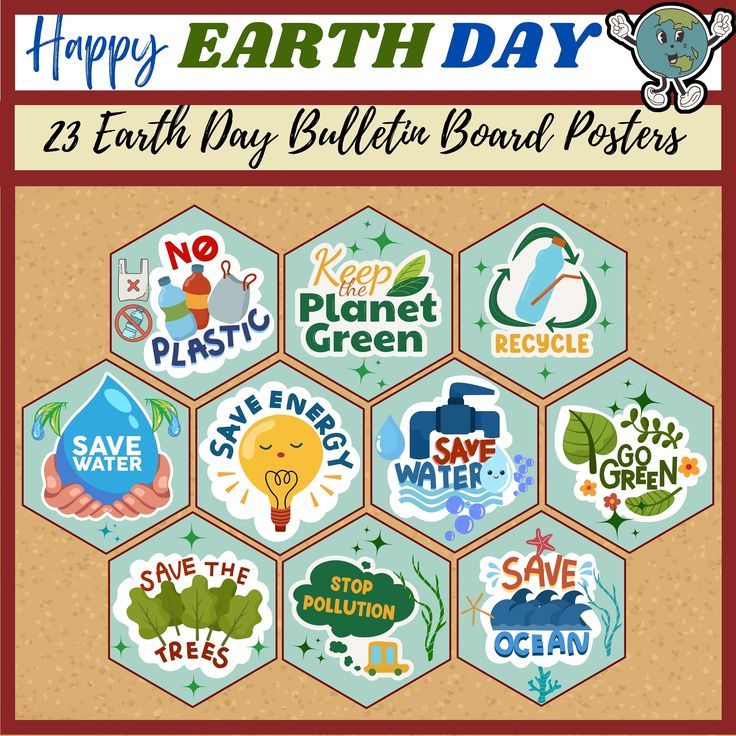 Happy EARTH DAY
23 Earth Day Bulletin Board Posters
NO
PLASTIC
Keep
the
Planet
Green
RECYCLE
SAVE
WATER
SAVE ENERGY
SAVE
WATER
GO
GREEN
SAVE THE
TREES
STOP
POLLUTION
SAVE
OCEAN